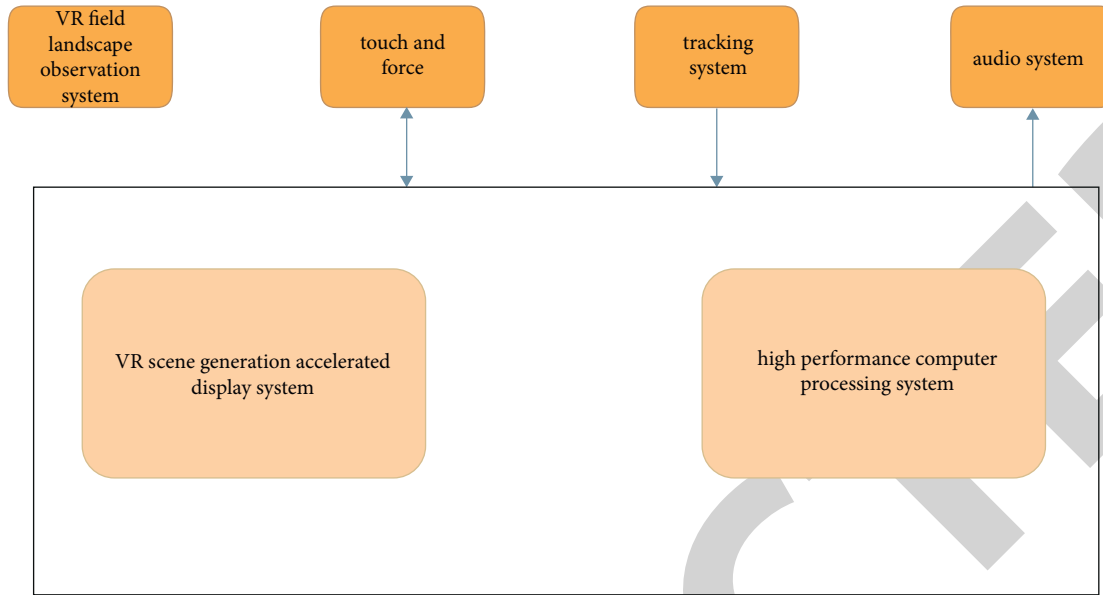 VR field
landscape
observation
system
touch and
force
tracking
system
audio system
VR scene generation accelerated
display system
high performance computer
processing system